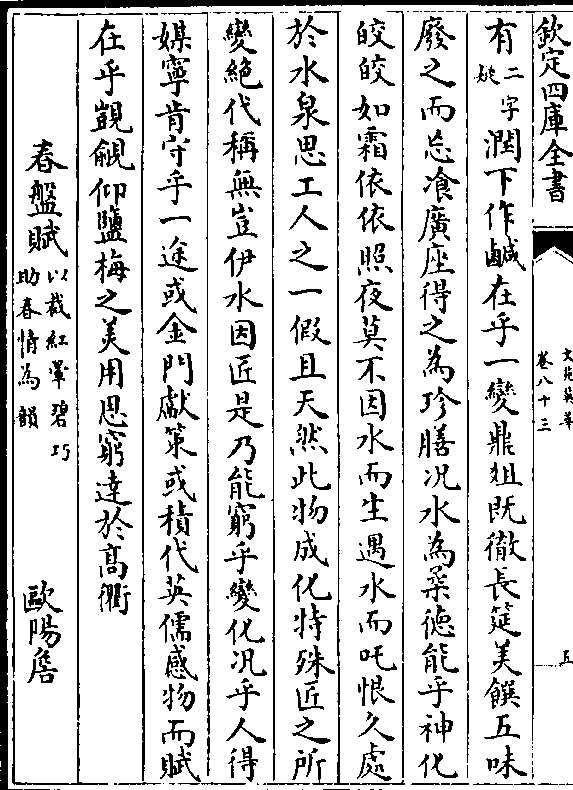 欽定四庫全書
文苑英華
卷八十三
五
有二字疑潤下作鹹在乎一變鼎俎既徹長筵美饌五味
廢之而忘飡廣座得之為珍膳况水為柔德能乎神化
皎皎如霜依依照夜莫不因水而生遇水而吒恨久處
於水泉思工人之一假且天然此物成化特殊匠之所
變絶代稱無豈伊水因匠是乃能窮乎變化况乎人得
媒寧肯守乎一途或金門獻策或積代英儒感物而賦
在乎覬覦仰鹽梅之美用思窮達於髙衢
春盤賦以裁紅暈碧巧助春情為韻 歐陽詹